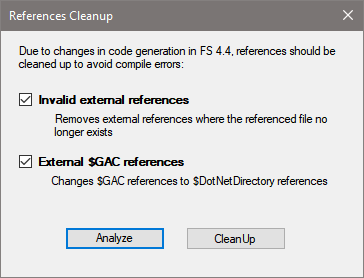 References Cleanup
Due to changes in code generation in FS 4.4, references should be
cleaned up to avoid compile errors:
Invalid external references
Removes external references where the referenced file no
longer exists
External $GAC references
Changes $GAC references to $DotNetDirectory references
Analyze
CleanUp